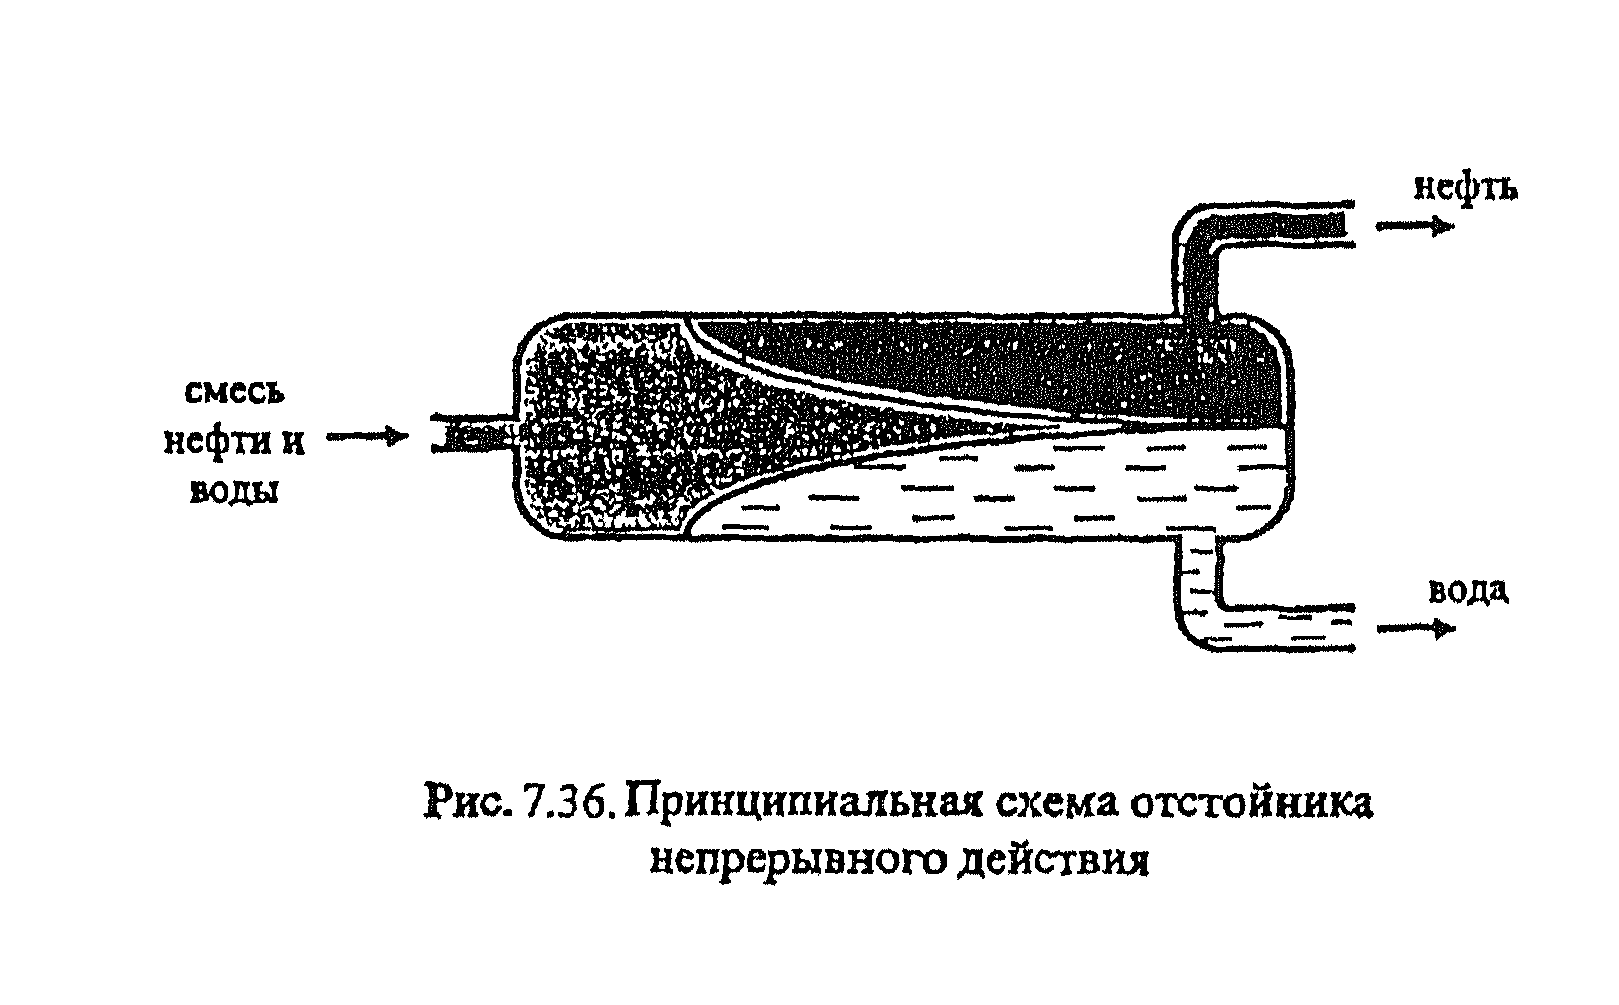 нефть
смесь
нефти и
воды
вода
Рис. 7.36. Принципиальная схема отстойника
непрерывного действия